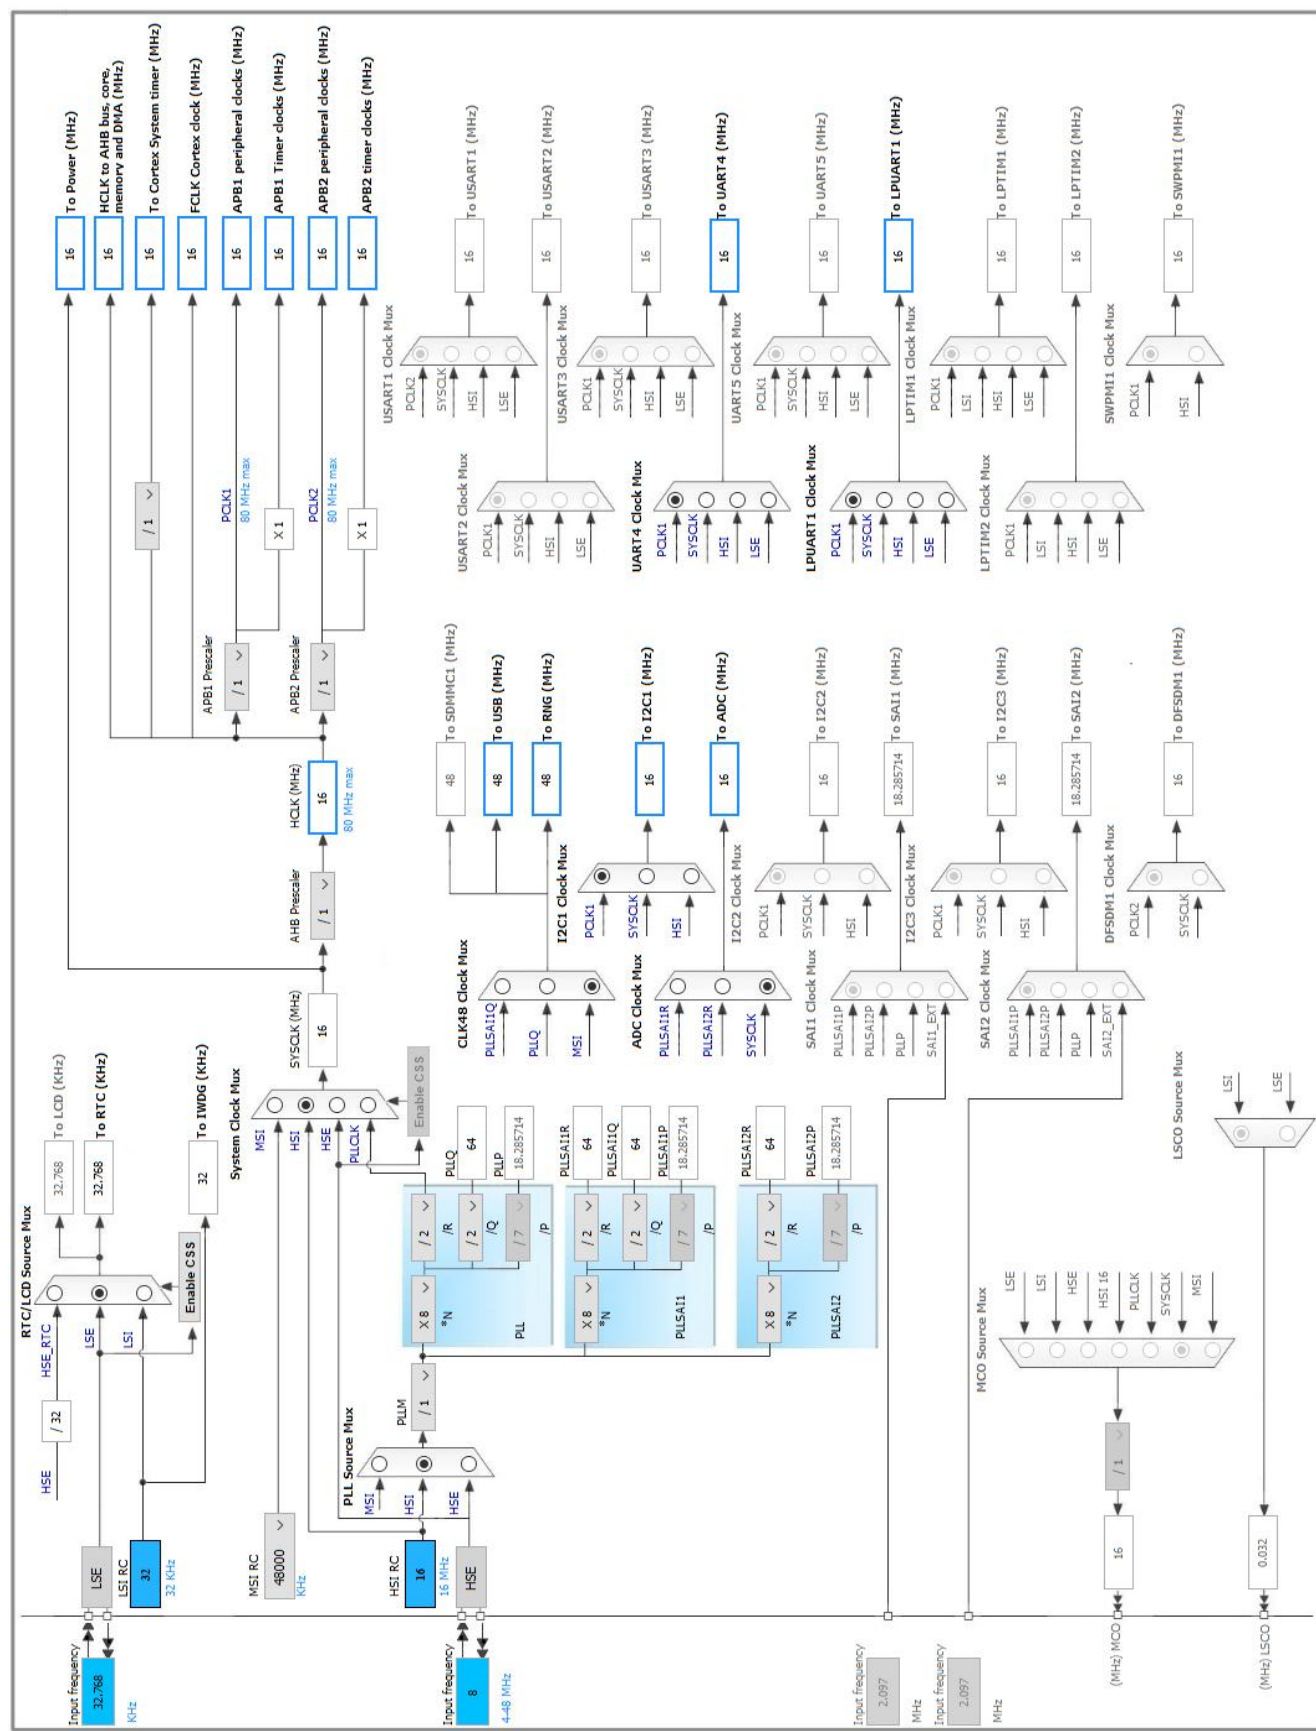 Input frequency
32.768
KHz
LSE
LSI RC
32
32 KHz
HSE
/ 32
HSE_RTC
LSE
LSI
RTC/LCD Source Mux
Enable CSS
32.768
To LCD (KHz)
32.768
To RTC (KHz)
32
To IWDG (KHz)
MSI RC
48000
KHz
HSI RC
16
16 MHz
Input frequency
8
4-48 MHz
HSE
PLL Source Mux
MSI
HSI
HSE
PLLM
/ 1
System Clock Mux
MSI
HSI
HSE
PLLCLK
Enable CSS
SYSCLK (MHz)
16
AHB Prescaler
/ 1
HCLK (MHz)
16
80 MHz max
APB1 Prescaler
/ 1
APB2 Prescaler
/ 1
/ 1
PCLK1
80 MHz max
X 1
PCLK2
80 MHz max
X 1
16
To Power (MHz)
16
HCLK to AHB bus, core,
memory and DMA (MHz)
16
To Cortex System timer (MHz)
16
FCLK Cortex clock (MHz)
16
APB1 peripheral clocks (MHz)
16
APB1 Timer clocks (MHz)
16
APB2 peripheral clocks (MHz)
16
APB2 timer clocks (MHz)
X 8
*N
PLL
/ 2
/R
/ 2
/Q
/ 7
/P
PLLQ
64
PLLP
18.285714
X 8
*N
PLLSAI1
/ 2
/R
/ 2
/Q
/ 7
/P
PLLSAI1R
64
PLLSAI1Q
64
PLLSAI1P
18.285714
X 8
*N
PLLSAI2
/ 2
/R
/ 7
/P
PLLSAI2R
64
PLLSAI2P
18.285714
CLK48 Clock Mux
PLLSAI1Q
PLLQ
MSI
48
To SDMMC1 (MHz)
48
To USB (MHz)
48
To RNG (MHz)
I2C1 Clock Mux
PCLK1
SYSCLK
HSI
16
To I2C1 (MHz)
ADC Clock Mux
PLLSAI1R
PLLSAI2R
SYSCLK
16
To ADC (MHz)
I2C2 Clock Mux
PCLK1
SYSCLK
HSI
16
To I2C2 (MHz)
SAI1 Clock Mux
PLLSAI1P
PLLSAI2P
PLLP
SAI1_EXT
18.285714
To SAI1 (MHz)
I2C3 Clock Mux
PCLK1
SYSCLK
HSI
16
To I2C3 (MHz)
SAI2 Clock Mux
PLLSAI1P
PLLSAI2P
PLLP
SAI2_EXT
18.285714
To SAI2 (MHz)
DFSDM1 Clock Mux
PCLK2
SYSCLK
16
To DFSDM1 (MHz)
USART1 Clock Mux
PCLK2
SYSCLK
HSI
LSE
16
To USART1 (MHz)
USART2 Clock Mux
PCLK1
SYSCLK
HSI
LSE
16
To USART2 (MHz)
USART3 Clock Mux
PCLK1
SYSCLK
HSI
LSE
16
To USART3 (MHz)
UART4 Clock Mux
PCLK1
SYSCLK
HSI
LSE
16
To UART4 (MHz)
UART5 Clock Mux
PCLK1
SYSCLK
HSI
LSE
16
To UART5 (MHz)
LPUART1 Clock Mux
PCLK1
SYSCLK
HSI
LSE
16
To LPUART1 (MHz)
LPTIM1 Clock Mux
PCLK1
LSI
HSI
LSE
16
To LPTIM1 (MHz)
LPTIM2 Clock Mux
PCLK1
LSI
HSI
LSE
16
To LPTIM2 (MHz)
SWPMI1 Clock Mux
PCLK1
HSI
16
To SWPMI1 (MHz)
Input frequency
2.097
MHz
Input frequency
2.097
MHz
(MHz) MCO
16
/ 1
MCO Source Mux
LSE
LSI
HSE
HSI 16
PLLCLK
SYSCLK
MSI
(MHz) LSCO
0.032
LSCO Source Mux
LSI
LSE